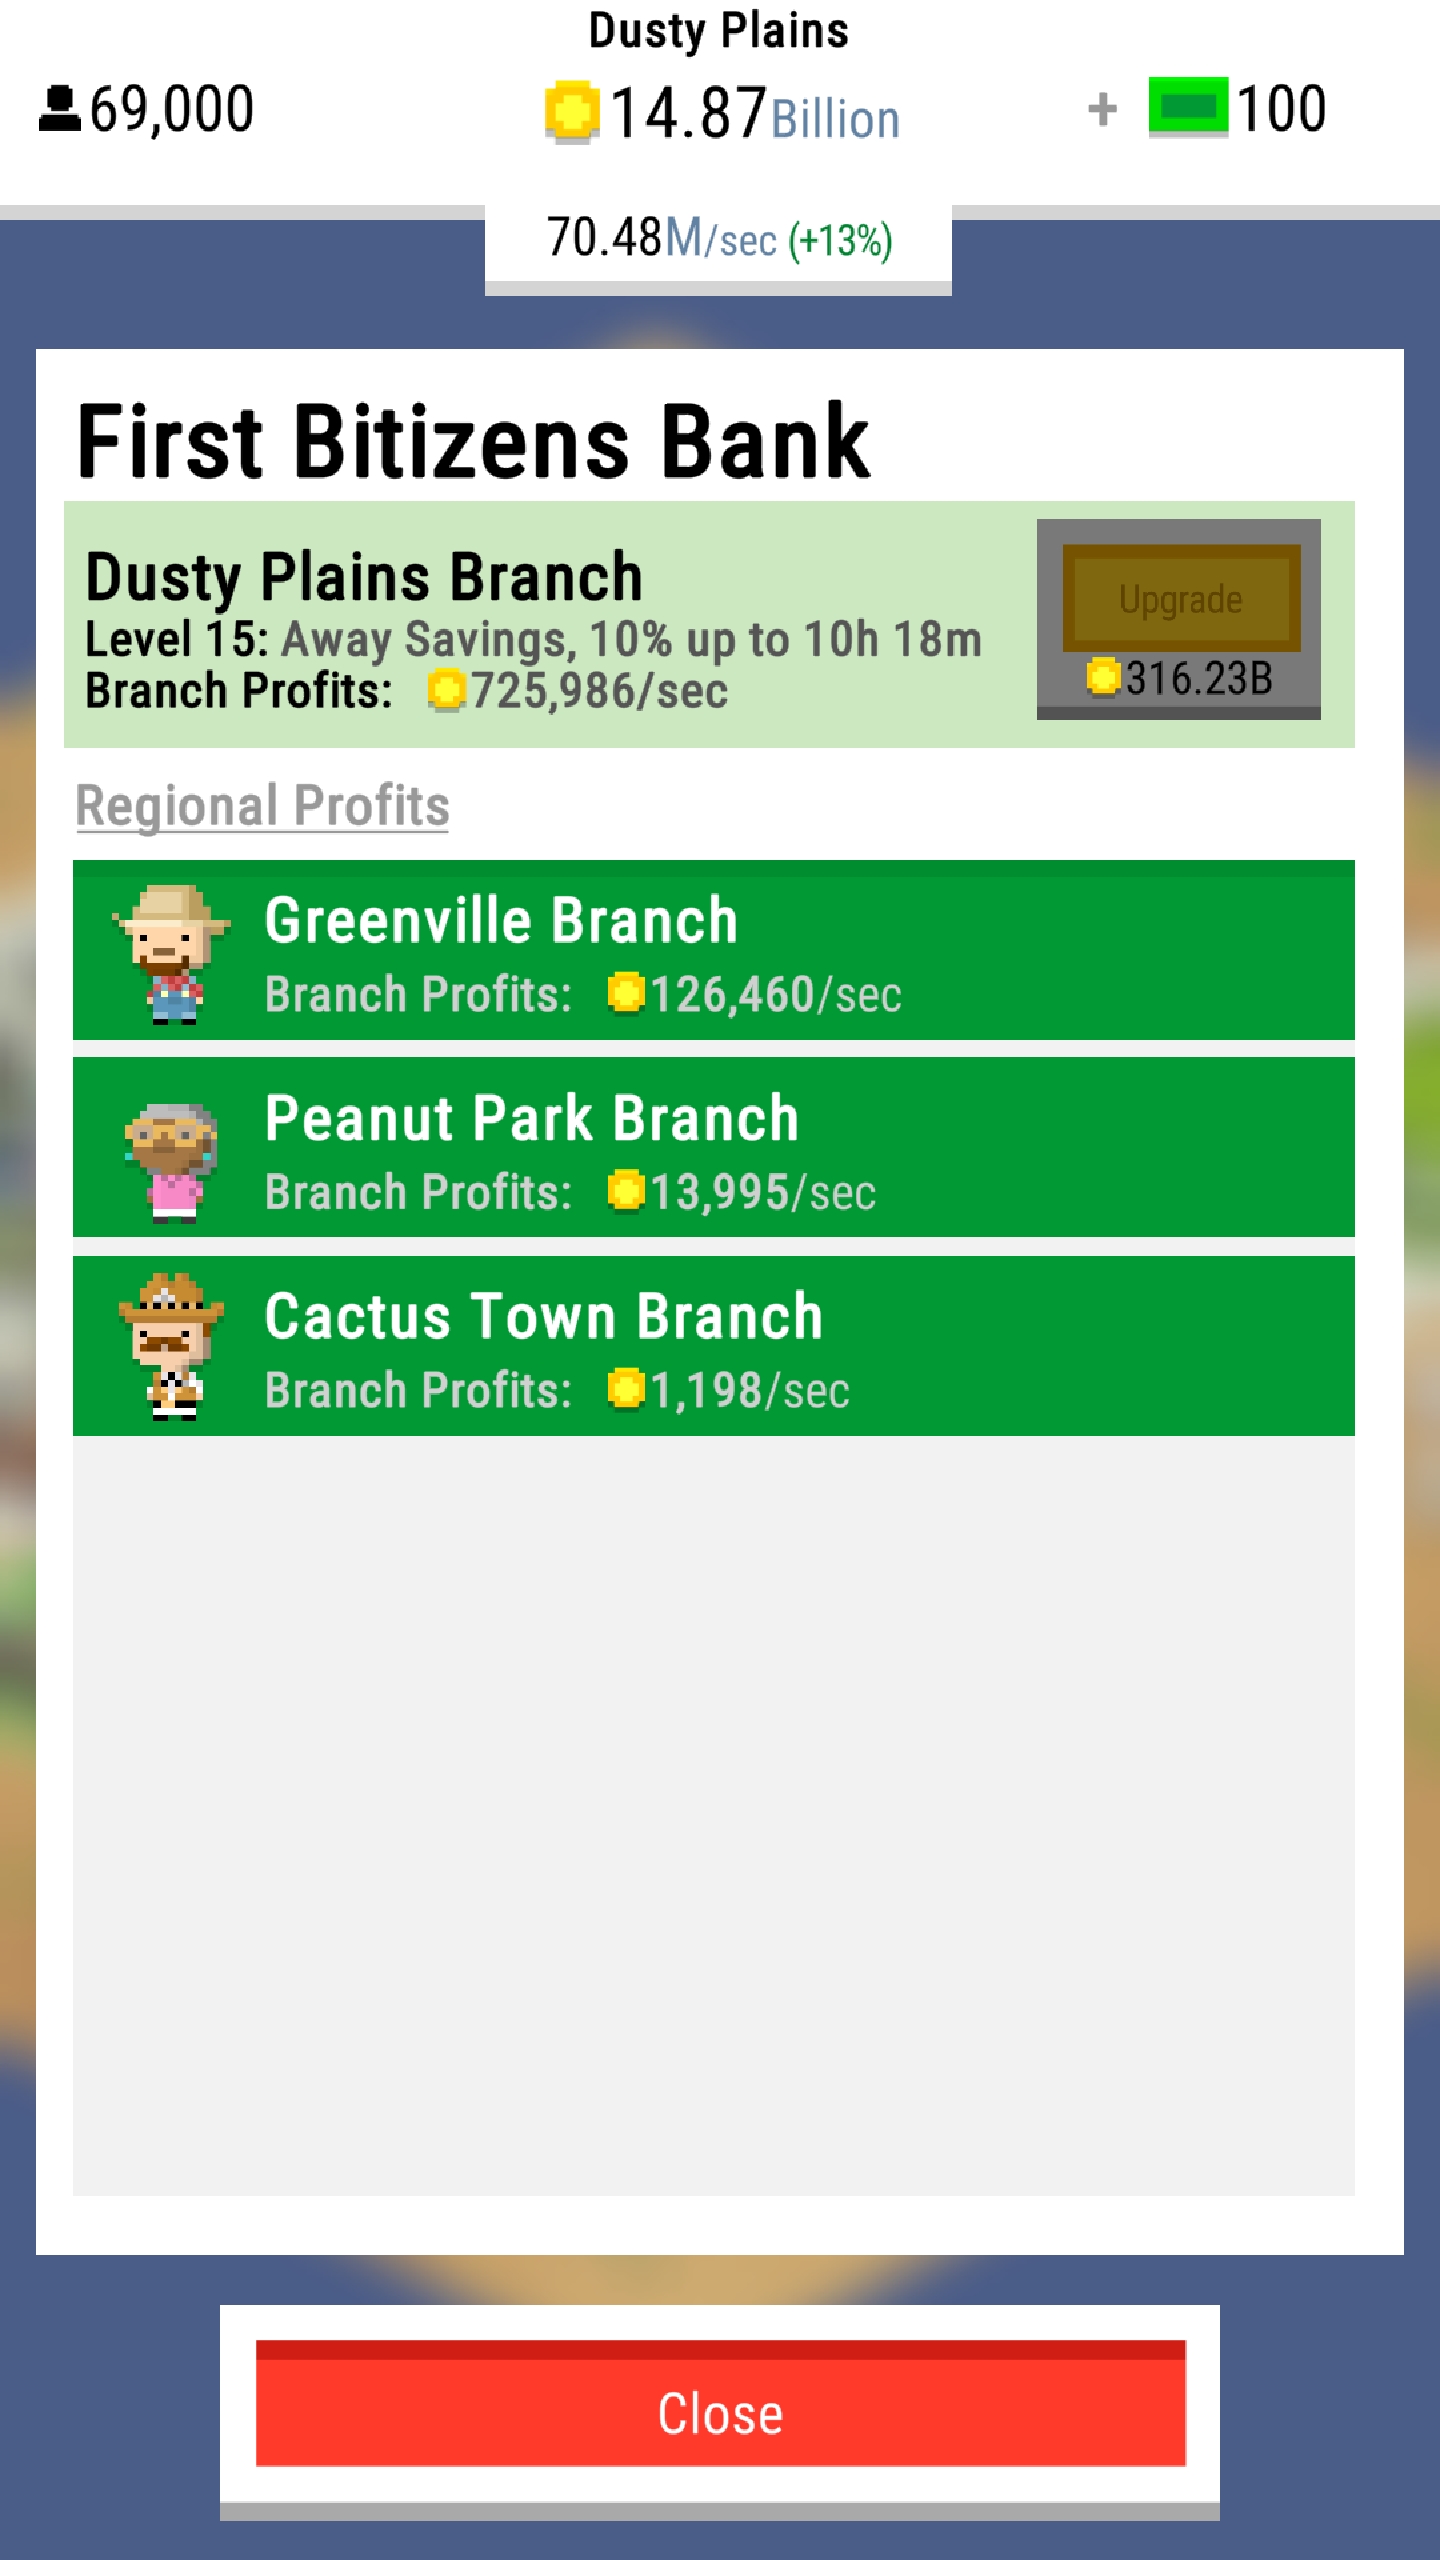 Dusty Plains
69,000
14.87Billion
+ 100
70.48M/sec (+13%)
First Bitizens Bank
Dusty Plains Branch
Level 15: Away Savings, 10% up to 10h 18m
Branch Profits: 725,986/sec
Upgrade
316.23B
Regional Profits
Greenville Branch
Branch Profits: 126,460/sec
Peanut Park Branch
Branch Profits: 13,995/sec
Cactus Town Branch
Branch Profits: 1,198/sec
Close